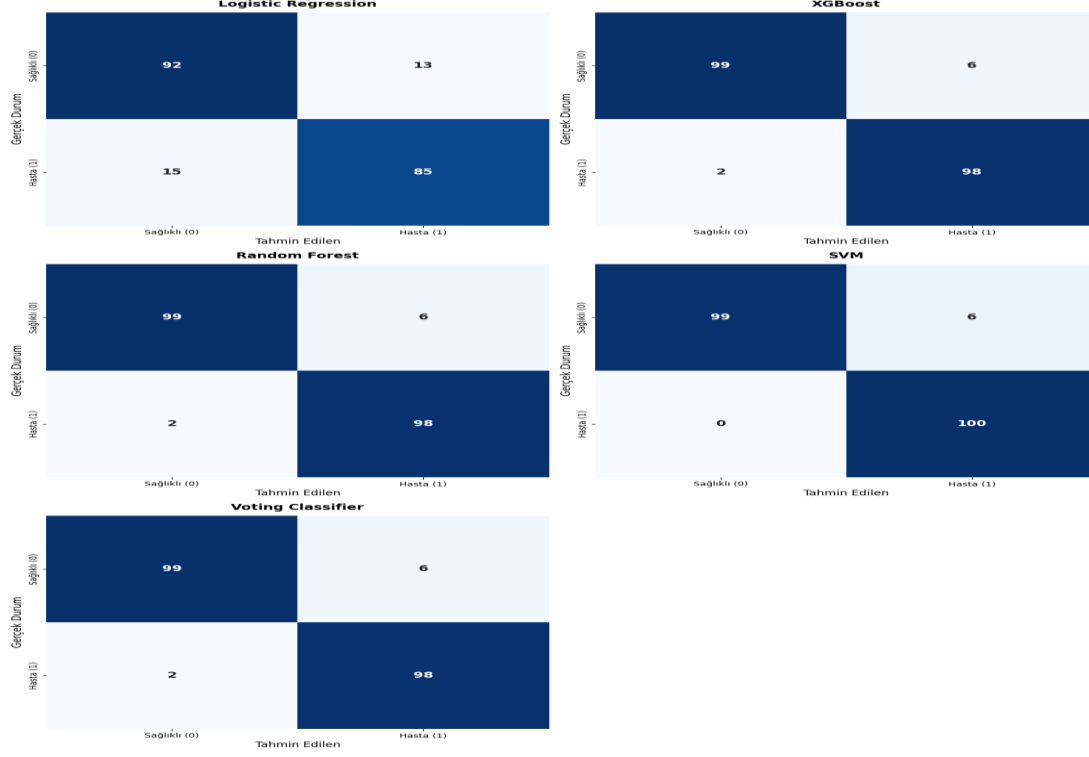 Logistic Regression
Sağlıklı (0)
92
13
Gerçek Durum
Hasta (1)
15
85
Sağlıklı (0)
Hasta (1)
Tahmin Edilen
XGBoost
Sağlıklı (0)
99
6
Gerçek Durum
Hasta (1)
2
98
Sağlıklı (0)
Hasta (1)
Tahmin Edilen
Random Forest
Sağlıklı (0)
99
6
Gerçek Durum
Hasta (1)
2
98
Sağlıklı (0)
Hasta (1)
Tahmin Edilen
SVM
Sağlıklı (0)
99
6
Gerçek Durum
Hasta (1)
0
100
Sağlıklı (0)
Hasta (1)
Tahmin Edilen
Voting Classifier
Sağlıklı (0)
99
6
Gerçek Durum
Hasta (1)
2
98
Sağlıklı (0)
Hasta (1)
Tahmin Edilen